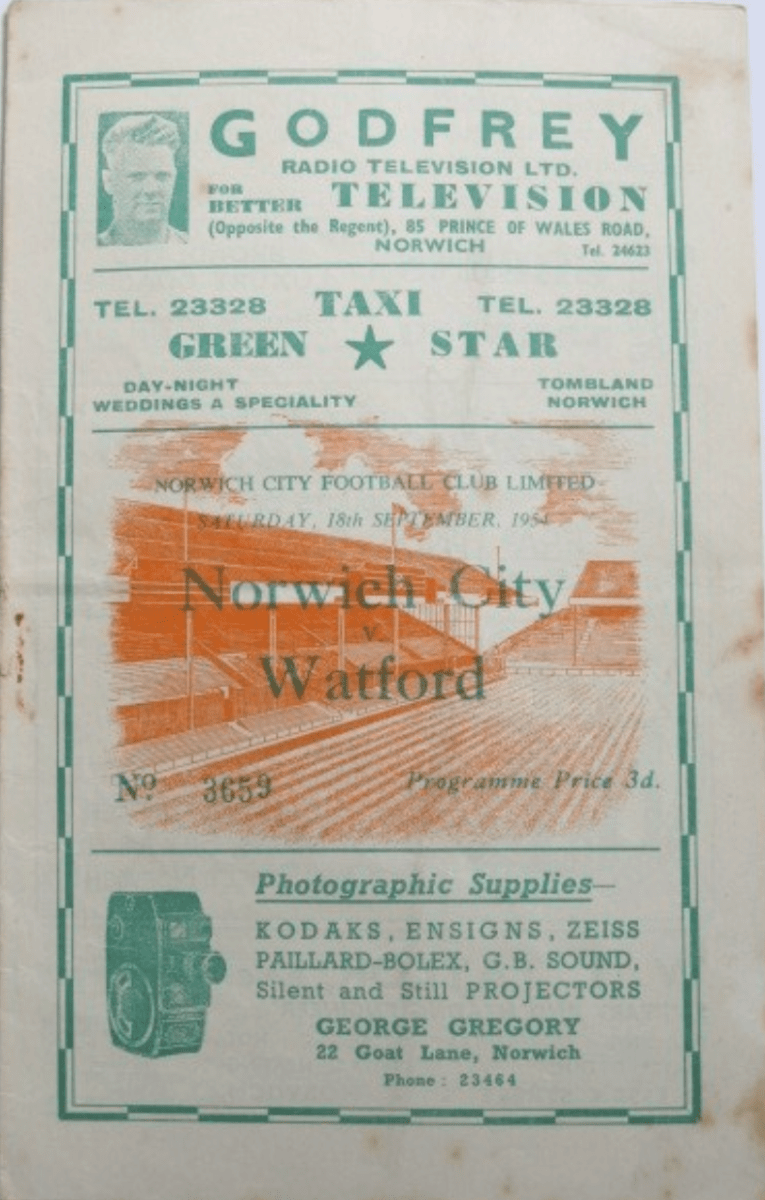 GODFREY
RADIO TELEVISION LTD.
FOR BETTER TELEVISION
(Opposite the Regent), 85 PRINCE OF WALES ROAD,
NORWICH Tel. 24623
TEL. 23328 TAXI TEL. 23328
GREEN STAR
DAY-NIGHT TOMBLAND
WEDDINGS A SPECIALITY NORWICH
NORWICH CITY FOOTBALL CLUB LIMITED
SATURDAY, 18th SEPTEMBER, 1954
Norwich City
v.
Watford
No. 3659 Programme Price 3d.
Photographic Supplies—
KODAKS, ENSIGNS, ZEISS
PAILLARD-BOLEX, G.B. SOUND,
Silent and Still PROJECTORS
GEORGE GREGORY
22 Goat Lane, Norwich
Phone : 23464